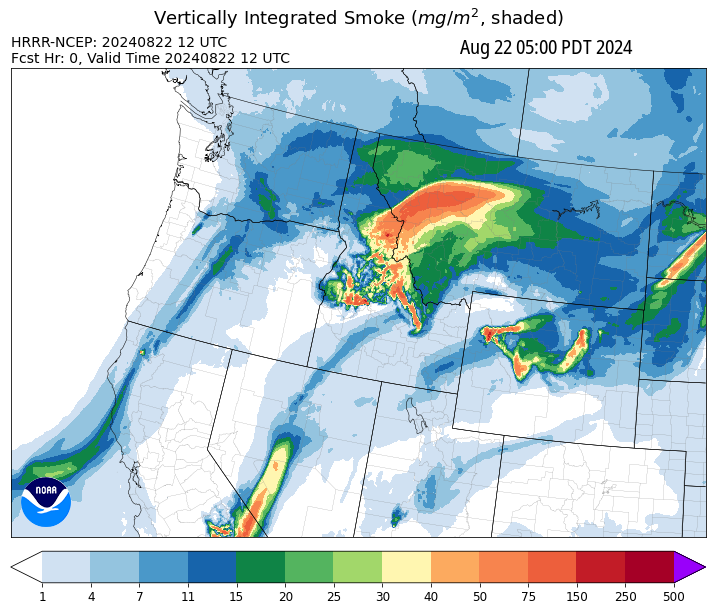 Vertically Integrated Smoke (mg/m², shaded)
HRRR-NCEP: 20240822 12 UTC
Fcst Hr: 0, Valid Time 20240822 12 UTC
Aug 22 05:00 PDT 2024
NOAA
1 4 7 11 15 20 25 30 40 50 75 150 250 500